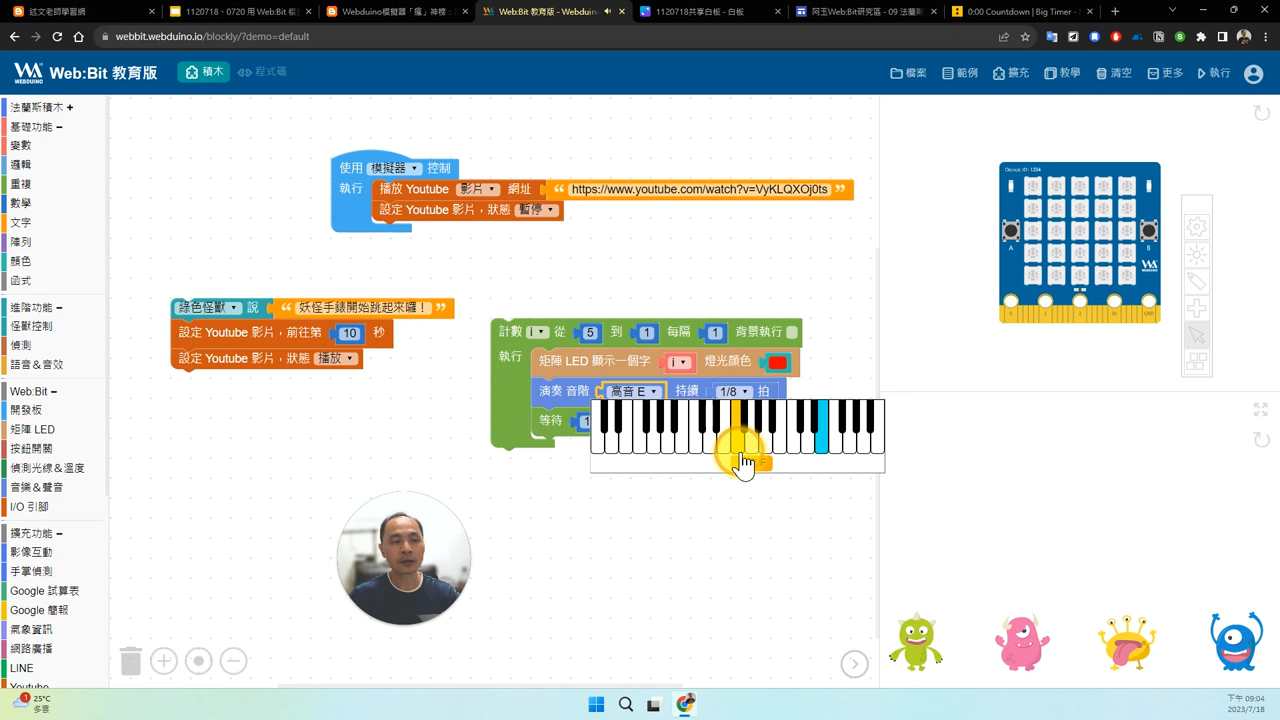 述文老師學習網
1120718、0720 用 Web:Bit 模擬
Webduino模擬器「瘋」神榜:
Web:Bit 教育版 - Webduin
1120718共享白板 - 白板
阿玉Web:Bit研究區 - 09 法蘭斯
0:00 Countdown | Big Timer -
webbit.webduino.io/blockly/?demo=default
WEBDUINO
Web:Bit 教育版
積木
程式碼
檔案
範例
擴充
教學
清空
更多
執行
法蘭斯積木
基礎功能
變數
邏輯
重複
數學
文字
陣列
顏色
函式
進階功能
怪獸控制
偵測
語音＆音效
Web:Bit
開發板
矩陣 LED
按鈕開關
偵測光線＆溫度
音樂＆聲音
I/O 引腳
擴充功能
影像互動
手掌偵測
Google 試算表
Google 簡報
氣象資訊
網路廣播
LINE
Youtube
使用 模擬器 控制
執行 播放 Youtube 影片 網址 “ https://www.youtube.com/watch?v=VyKLQXOj0ts ”
設定 Youtube 影片，狀態 暫停
綠色怪獸 說 “ 妖怪手錶開始跳起來囉！ ”
設定 Youtube 影片，前往第 10 秒
設定 Youtube 影片，狀態 播放
計數 i 從 5 到 1 每隔 1 背景執行
執行 矩陣 LED 顯示一個字 i 燈光顏色
演奏 音階 高音 E 持續 1/8 拍
等待 1
Device ID: 1234
A
B
25°C
多雲
下午 09:04
2023/7/18